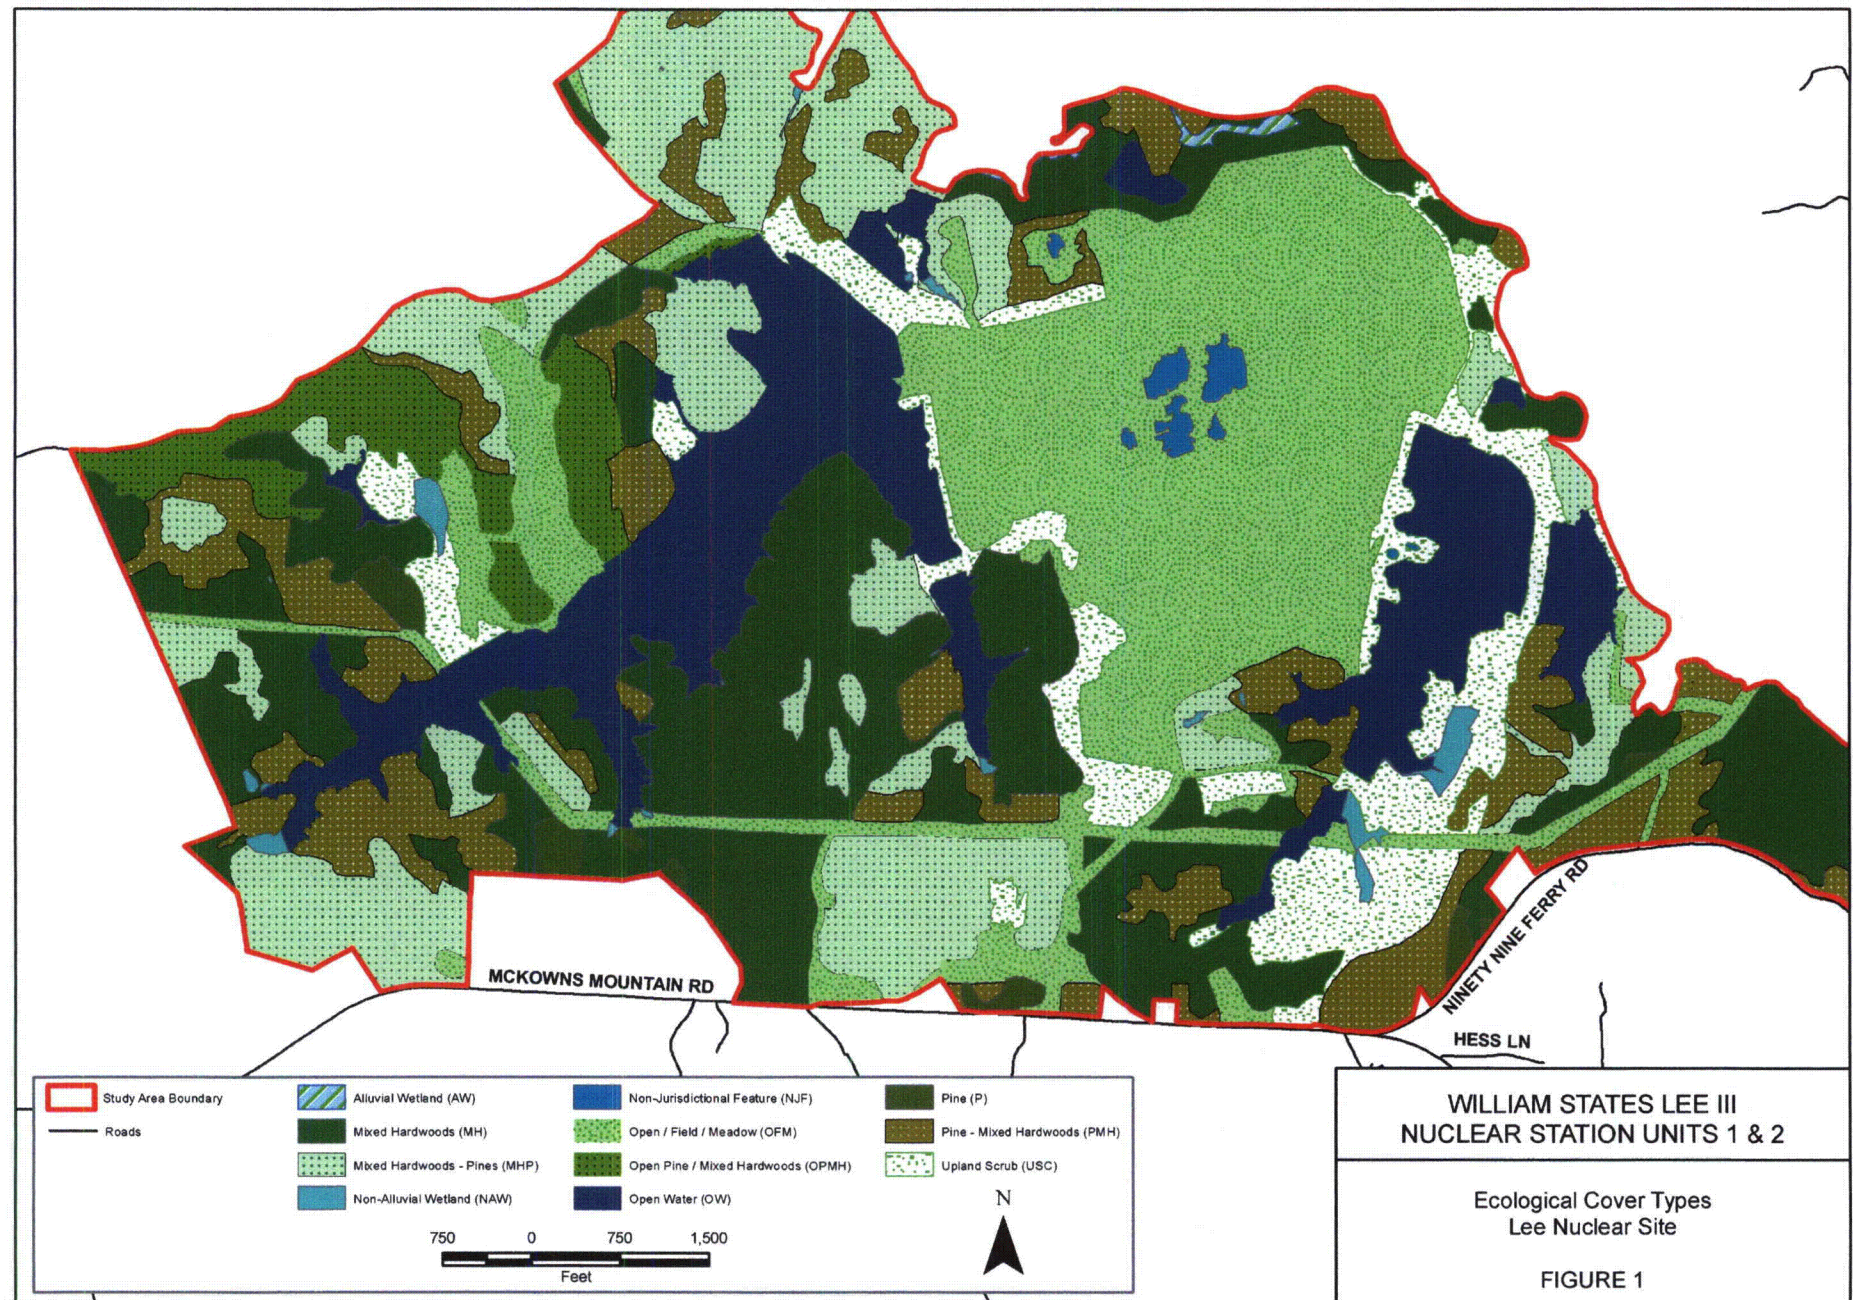 MCKOWNS MOUNTAIN RD
NINETY NINE FERRY RD
HESS LN
Study Area Boundary
Roads
Alluvial Wetland (AW)
Mixed Hardwoods (MH)
Mixed Hardwoods - Pines (MHP)
Non-Alluvial Wetland (NAW)
Non-Jurisdictional Feature (NJF)
Open / Field / Meadow (OFM)
Open Pine / Mixed Hardwoods (OPMH)
Open Water (OW)
Pine (P)
Pine - Mixed Hardwoods (PMH)
Upland Scrub (USC)
N
750 0 750 1,500
Feet
WILLIAM STATES LEE III
NUCLEAR STATION UNITS 1 & 2
Ecological Cover Types
Lee Nuclear Site
FIGURE 1